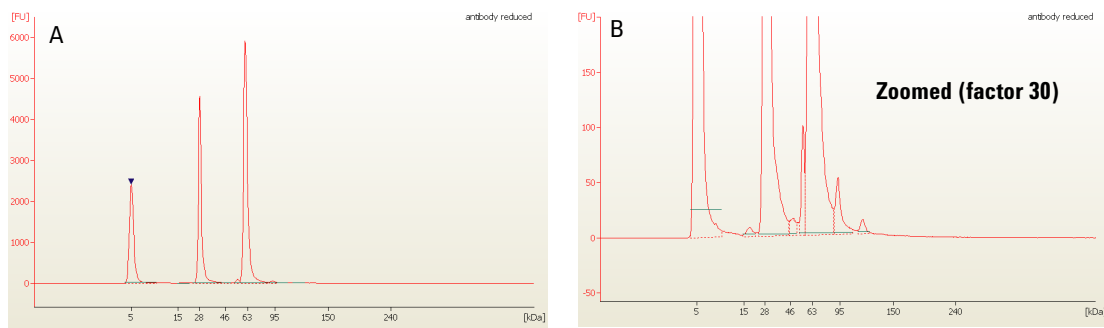 [FU]
antibody reduced
A
6000
5000
4000
3000
2000
1000
0
5 15 28 46 63 95 150 240 [kDa]
[FU]
antibody reduced
B
Zoomed (factor 30)
150
100
50
0
-50
5 15 28 46 63 95 150 240 [kDa]